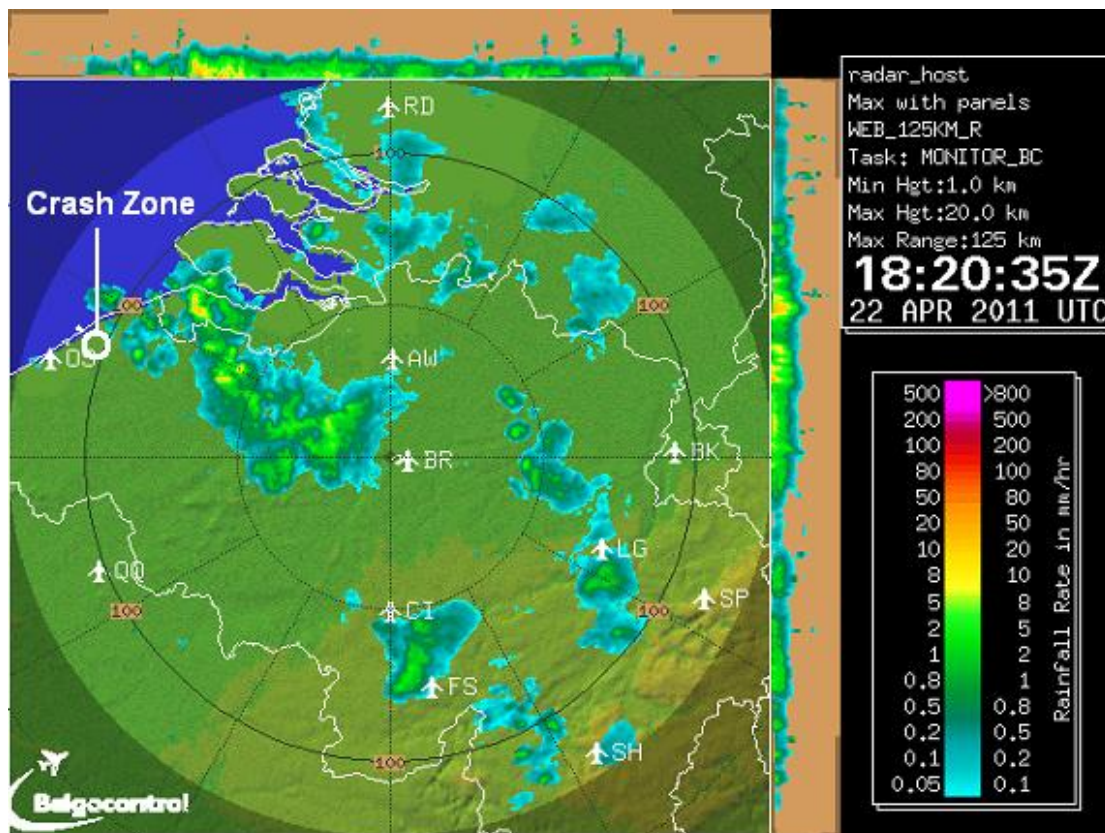 radar_host
Max with panels
WEB_125KM_R
Task: MONITOR_BC
Min Hgt:1.0 km
Max Hgt:20.0 km
Max Range:125 km
18:20:35Z
22 APR 2011 UTC
RD
100
Crash Zone
100
100
OS
AW
BR
BK
LG
QO
CI
SP
100
100
FS
SH
100
Belgocontrol
500 >800
200 500
100 200
80 100
50 80
20 50
10 20
8 10
5 8
2 5
1 2
0.8 1
0.5 0.8
0.2 0.5
0.1 0.2
0.05 0.1
Rainfall Rate in mm/hr